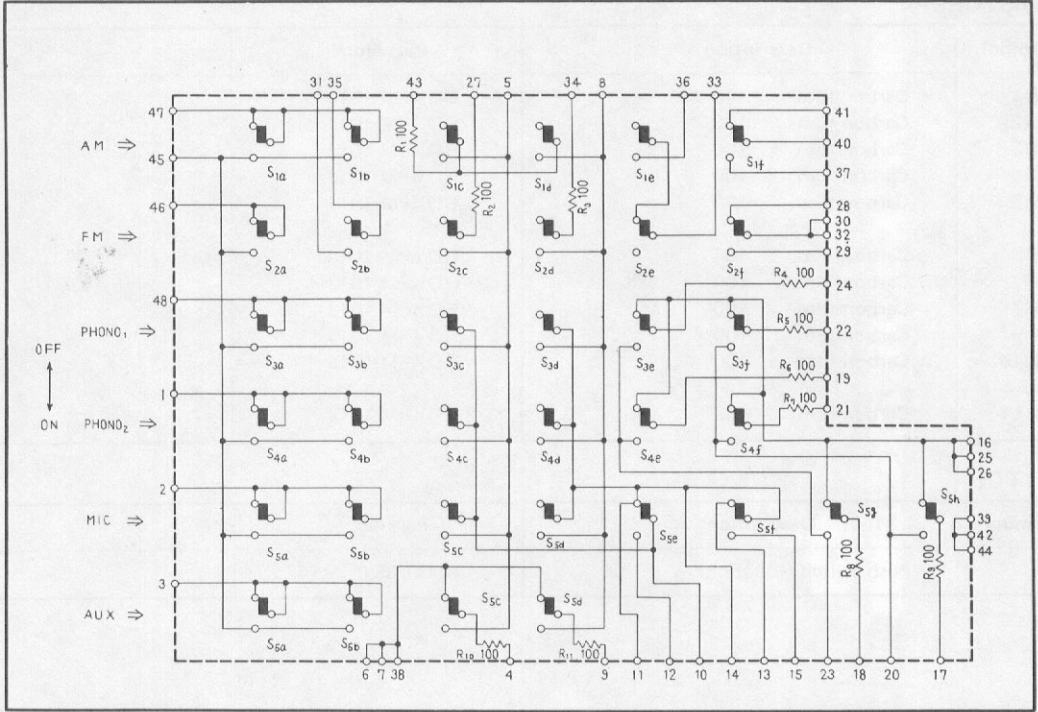 31 35 43 27 5 34 8 36 33
47 41
R1 100
AM ⇒ 40
45 S1a S1b S1c S1d S1e S1f 37
R2 100 R3 100
46 28
30
FM ⇒ 32
S2a S2b S2c S2d S2e S2f 29
R4 100 24
48
PHONO1 ⇒ R5 100 22
OFF S3a S3b S3c S3d S3e S3f
R6 100 19
1 R7 100 21
ON PHONO2 ⇒
S4a S4b S4c S4d S4e S4f 16
25
26
2 S5h
MIC ⇒ S5g 39
S5a S5b S5c S5d S5e S5f 42
44
R8 100 R9 100
3
AUX ⇒ S5c S5d
S6a S6b
R10 100 R11 100
6 7 38 4 9 11 12 10 14 13 15 23 18 20 17